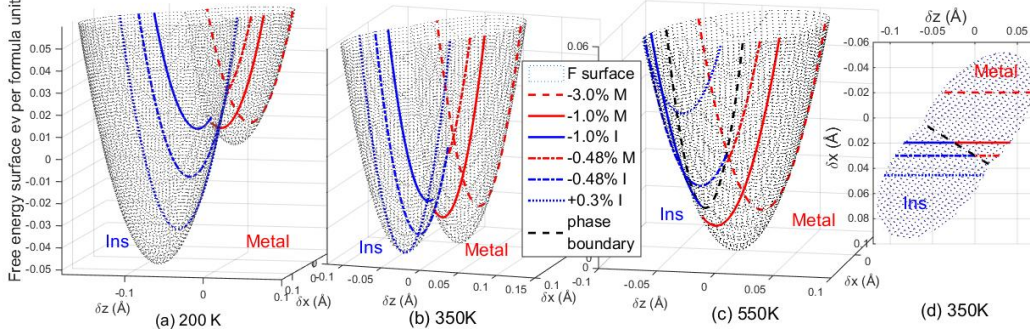 Free energy surface ev per formula unit
0.05
0.04
0.03
0.02
0.01
0
-0.01
-0.02
-0.03
-0.04
-0.05
Ins
Metal
-0.1
0
0.1
δz (Å)
δx (Å)
(a) 200 K
Ins
Metal
-0.1
-0.05
0
0.05
0.1
0.15
δz (Å)
δx (Å)
(b) 350K
0.06
0
0
F surface
-3.0% M
-1.0% M
-1.0% I
-0.48% M
-0.48% I
+0.3% I
phase
boundary
Ins
Metal
-0.1
-0.05
0
0.05
0.1
0
δz (Å)
δx (Å)
(c) 550K
δz (Å)
-0.1
-0.05
0
0.05
-0.06
-0.04
-0.02
0
0.02
0.04
0.06
0.08
0.1
δx (Å)
Metal
Ins
(d) 350K